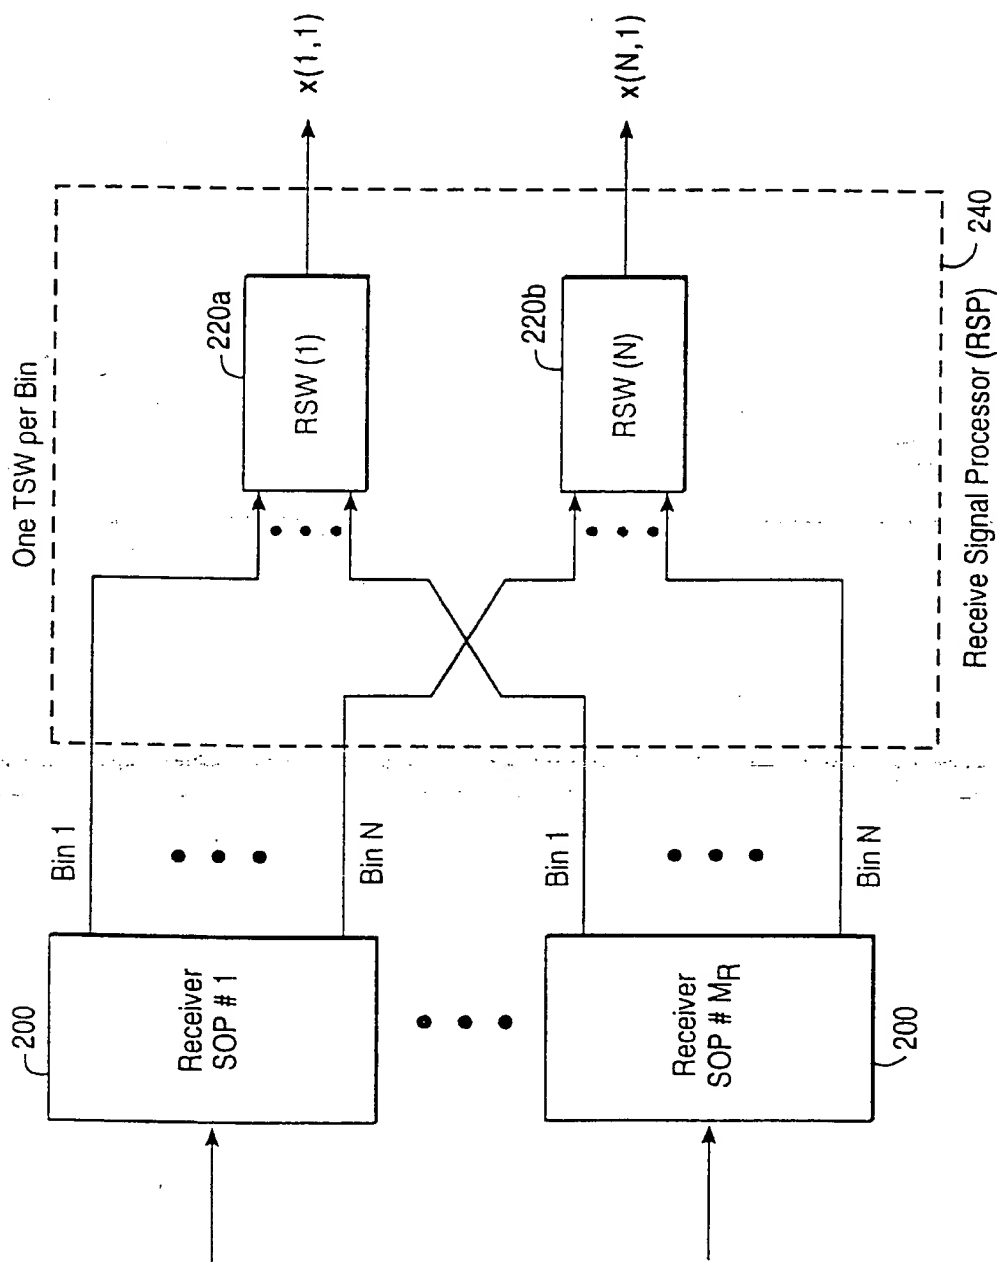 One TSW per Bin
200
Receiver
SOP # 1
Bin 1
Bin N
220a
RSW (1)
x(1,1)
Receiver
SOP # MR
200
Bin 1
Bin N
220b
RSW (N)
x(N,1)
240
Receive Signal Processor (RSP)